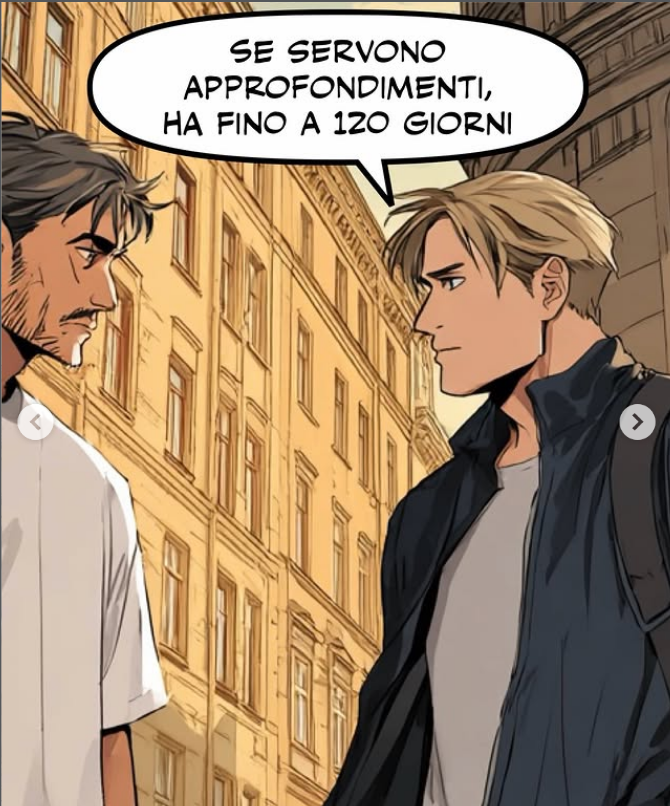 SE SERVONO
APPROFONDIMENTI,
HA FINO A 120 GIORNI